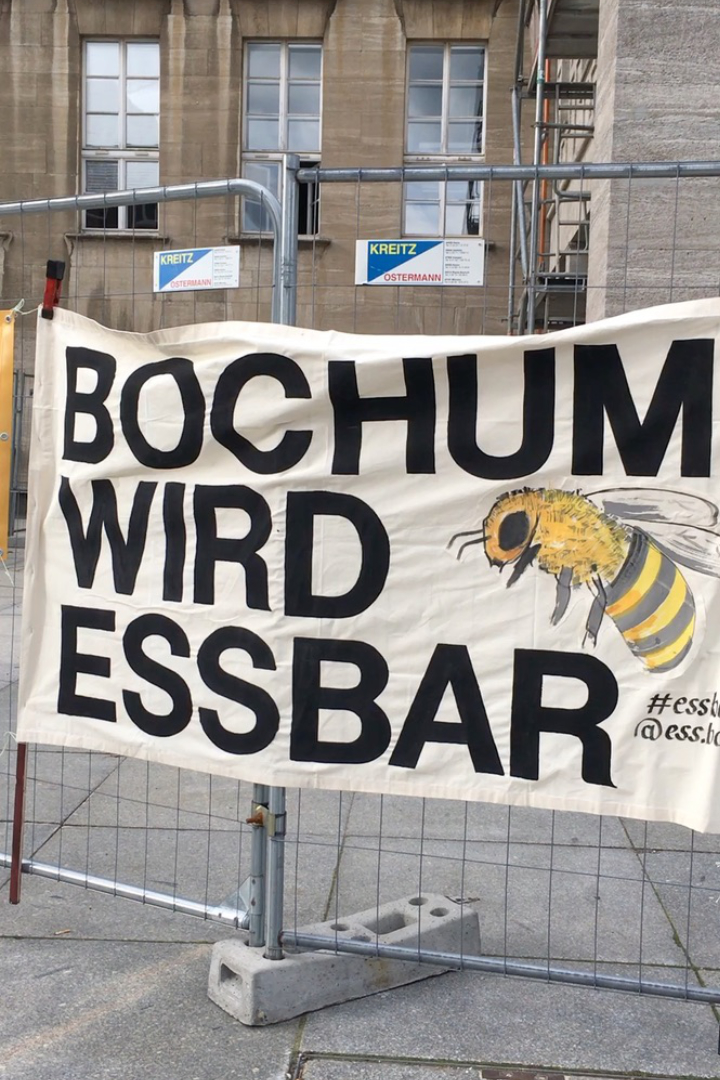 KREITZ
OSTERMANN
KREITZ
OSTERMANN
BOCHUM
WIRD
ESSBAR